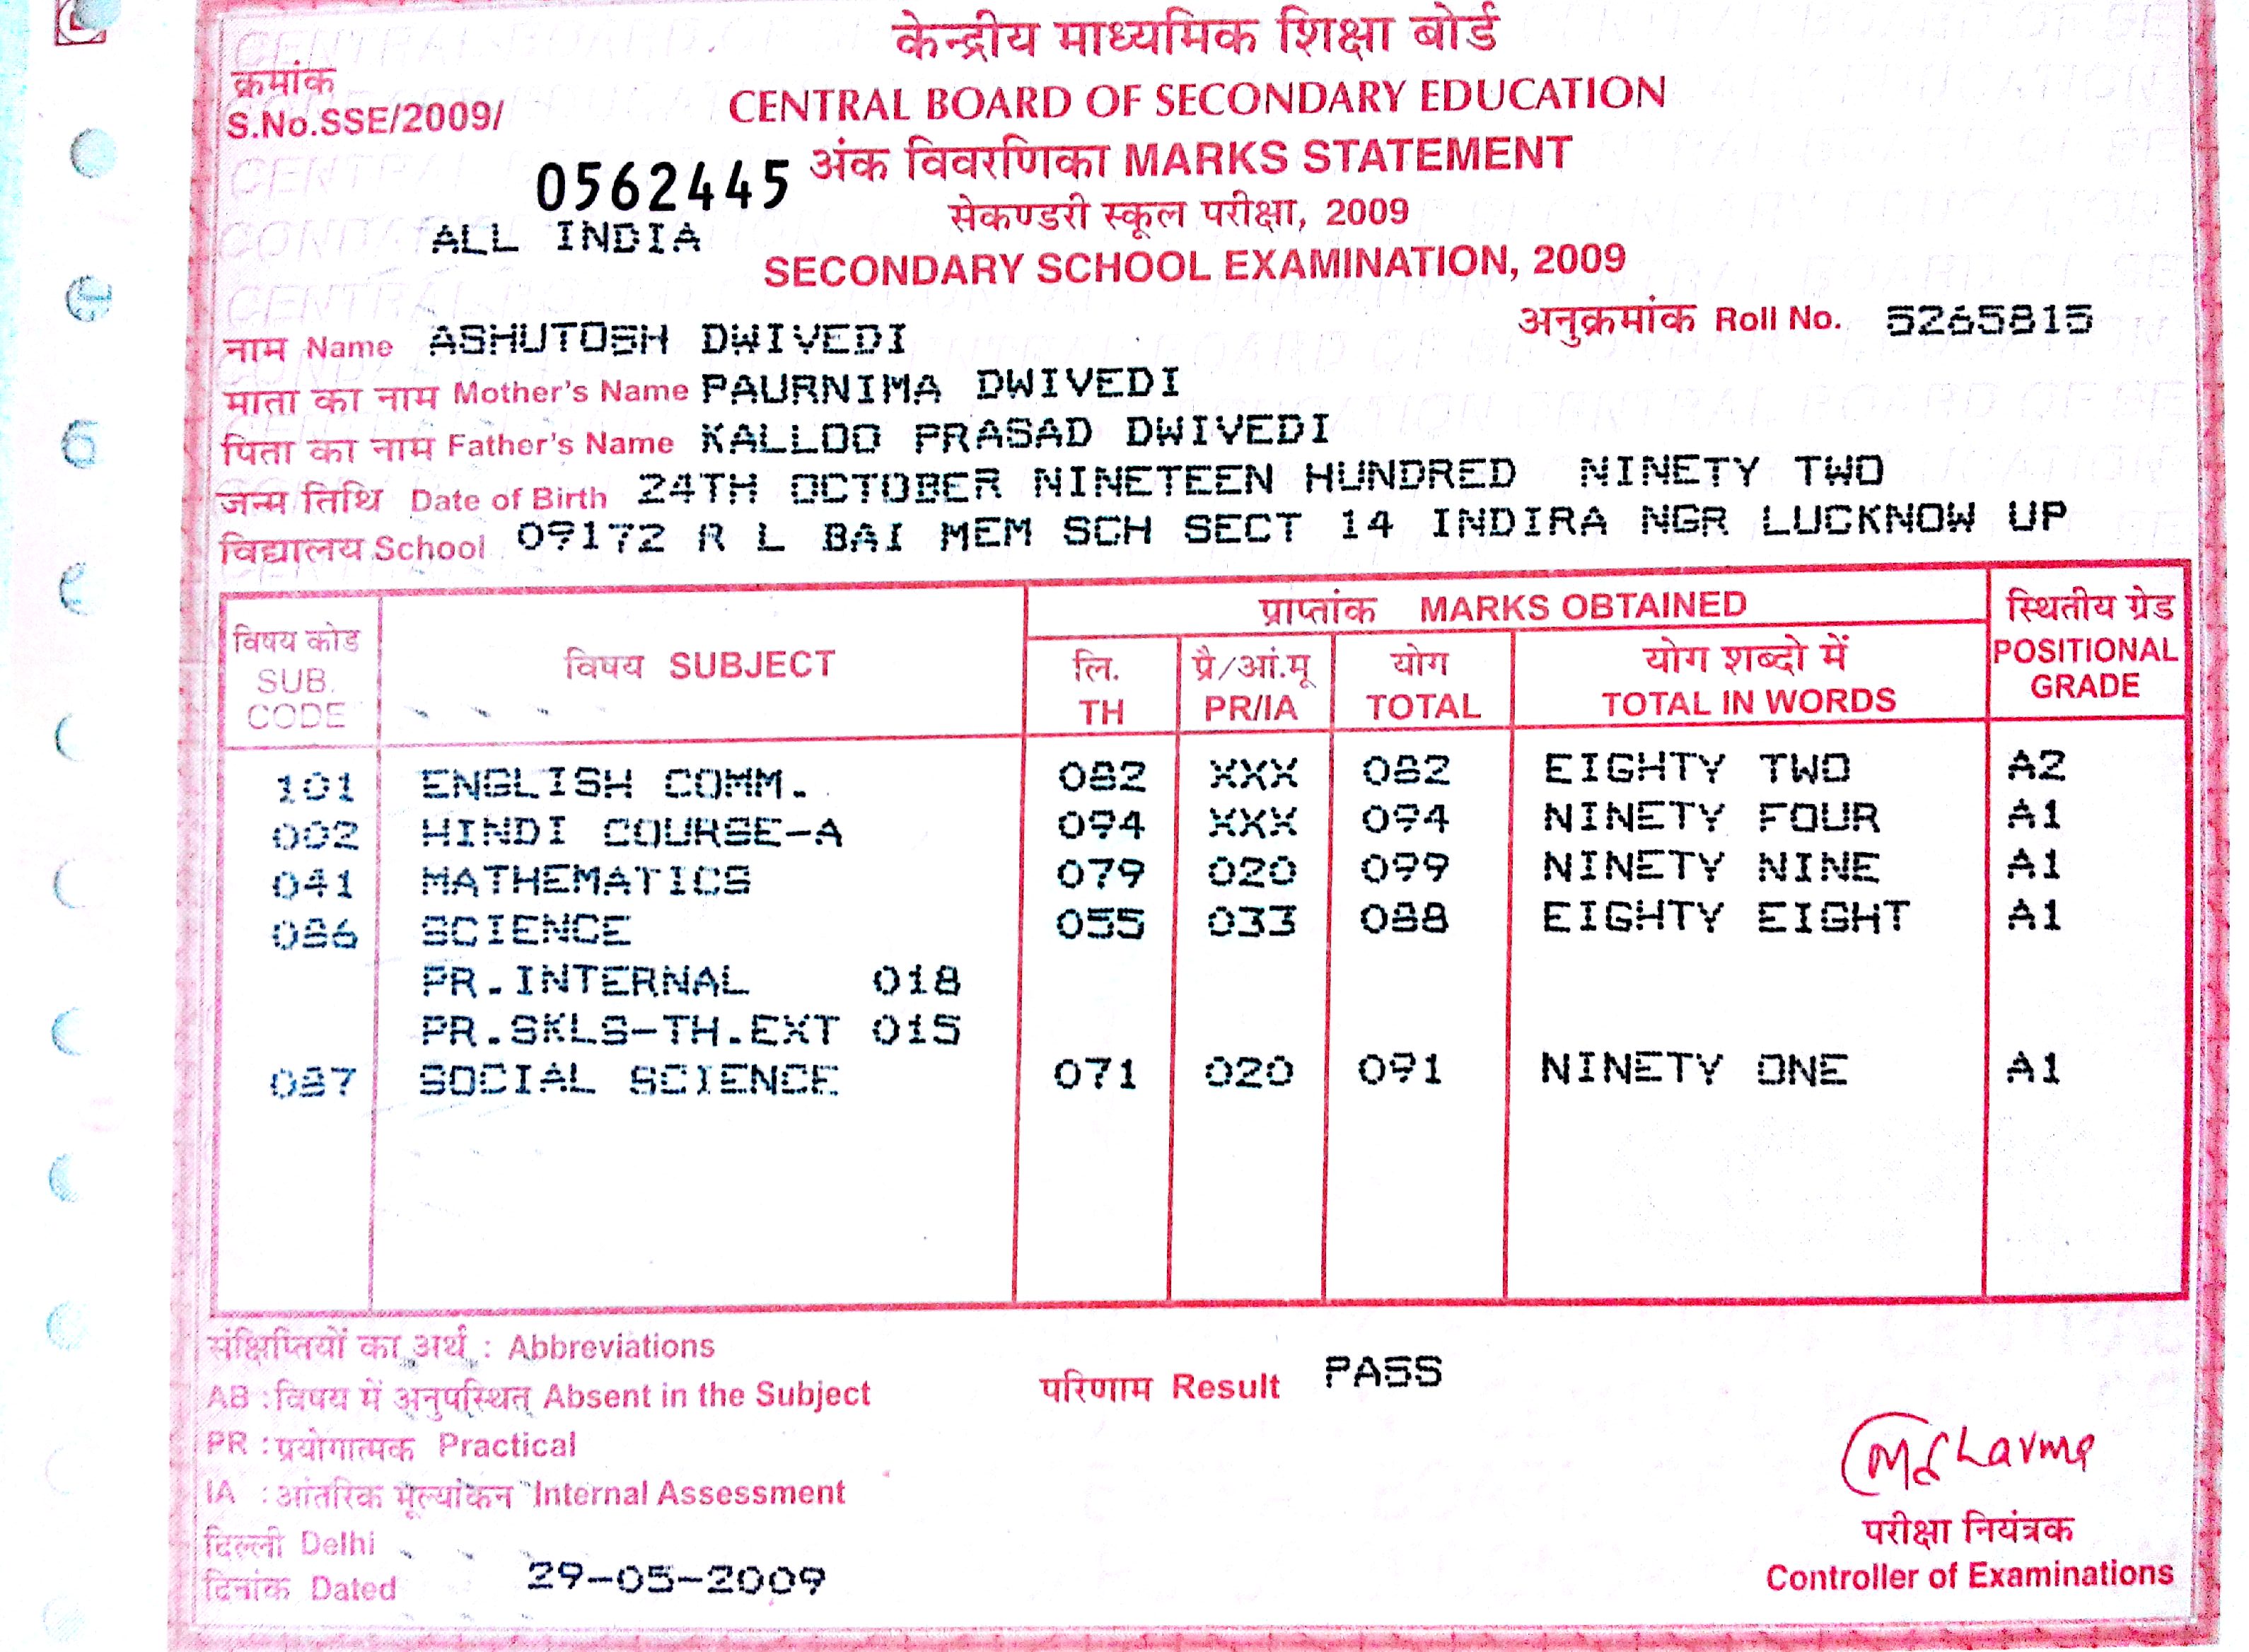 केन्द्रीय माध्यमिक शिक्षा बोर्ड
क्रमांक
S.No.SSE/2009/
CENTRAL BOARD OF SECONDARY EDUCATION
0562445
अंक विवरणिका MARKS STATEMENT
ALL INDIA
सेकण्डरी स्कूल परीक्षा, 2009
SECONDARY SCHOOL EXAMINATION, 2009
अनुक्रमांक Roll No. 5265815
नाम Name ASHUTOSH DWIVEDI
माता का नाम Mother's Name PAURNIMA DWIVEDI
पिता का नाम Father's Name KALLOO PRASAD DWIVEDI
जन्म तिथि Date of Birth 24TH OCTOBER NINETEEN HUNDRED NINETY TWO
विद्यालय School 09172 R L BAI MEM SCH SECT 14 INDIRA NGR LUCKNOW UP
प्राप्तांक MARKS OBTAINED
विषय कोड SUB. CODE
विषय SUBJECT
लि. TH
प्रै/आं.मू PR/IA
योग TOTAL
योग शब्दो में TOTAL IN WORDS
स्थितीय ग्रेड POSITIONAL GRADE
101 ENGLISH COMM. 082 XXX 082 EIGHTY TWO A2
002 HINDI COURSE-A 094 XXX 094 NINETY FOUR A1
041 MATHEMATICS 079 020 099 NINETY NINE A1
086 SCIENCE 055 033 088 EIGHTY EIGHT A1
PR.INTERNAL 018
PR.SKLS-TH.EXT 015
087 SOCIAL SCIENCE 071 020 091 NINETY ONE A1
संक्षिप्तियों का अर्थ : Abbreviations
AB : विषय में अनुपस्थित Absent in the Subject
परिणाम Result PASS
PR : प्रयोगात्मक Practical
IA : आंतरिक मूल्यांकन Internal Assessment
MSharma
दिल्ली Delhi
परीक्षा नियंत्रक
दिनांक Dated 29-05-2009
Controller of Examinations